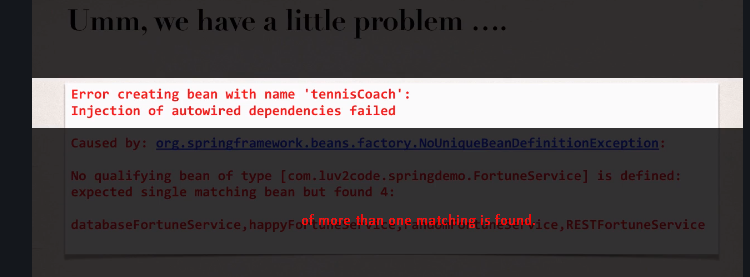 Umm, we have a little problem ....
Error creating bean with name 'tennisCoach':
Injection of autowired dependencies failed
Caused by: org.springframework.beans.factory.NoUniqueBeanDefinitionException:
No qualifying bean of type [com.luv2code.springdemo.FortuneService] is defined:
expected single matching bean but found 4:
databaseFortuneService,happyFortuneService,randomFortuneService,RESTFortuneService
of more than one matching is found.